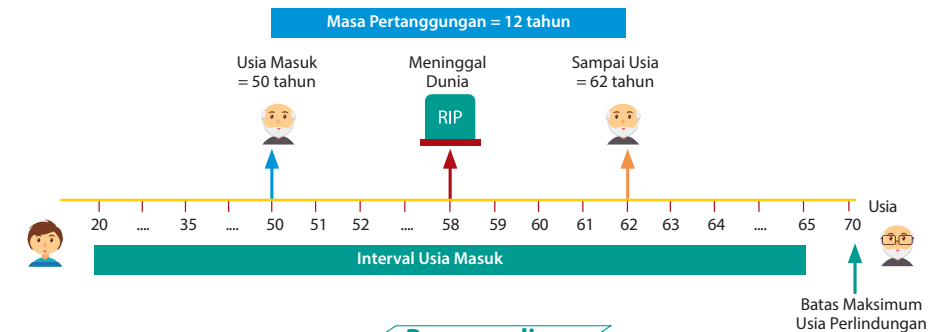 Masa Pertanggungan = 12 tahun
Usia Masuk
= 50 tahun
Meninggal
Dunia
Sampai Usia
= 62 tahun
RIP
20 .... 35 .... 50 51 52 .... 58 59 60 61 62 63 64 .... 65 70
Usia
Interval Usia Masuk
Batas Maksimum
Usia Perlindungan